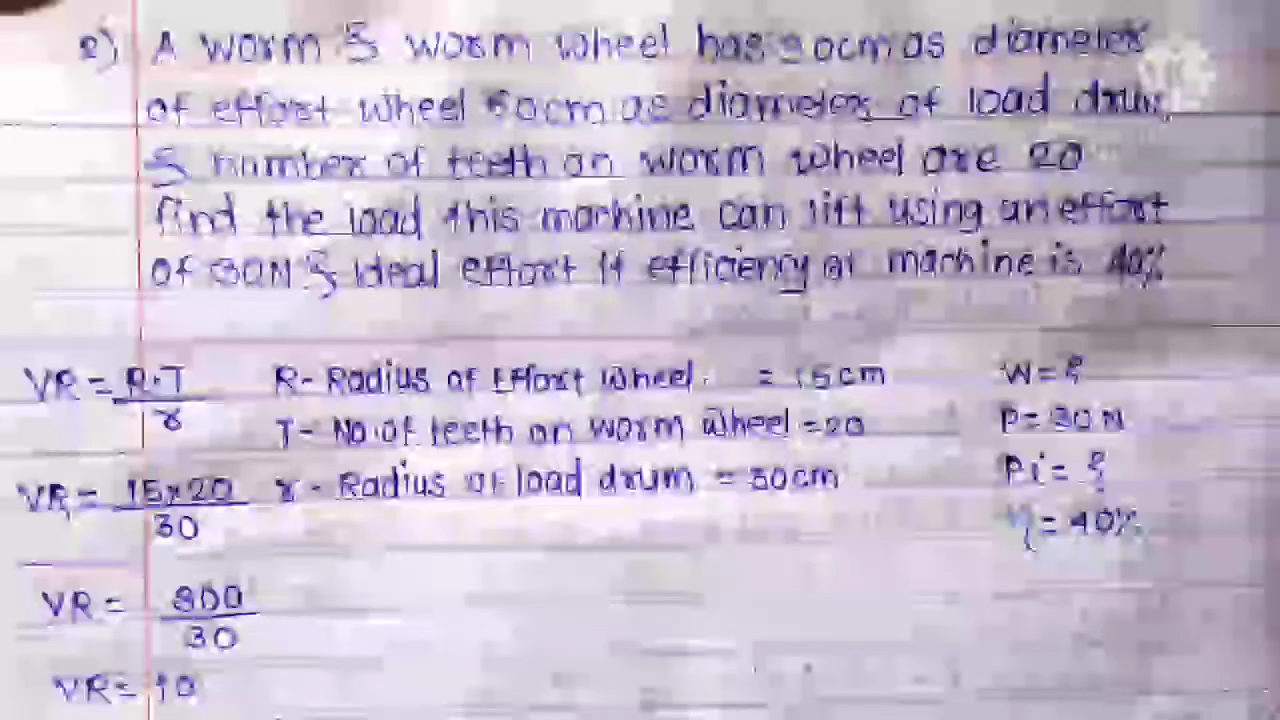 2) A worm & worm wheel has 30cm as diameter
of effort wheel 60cm as diameter of load drum
& number of teeth on worm wheel are 20
find the load this machine can lift using an effort
of 30N & ideal effort if efficiency of machine is 40%
VR = R.T / r R - Radius of Effort wheel. = 15cm W = ?
T - No. of teeth on worm wheel = 20 P = 30 N
VR = 15x20 / 30 r - Radius of load drum = 30cm Pi = ?
η = 40%
VR = 300 / 30
VR = 10